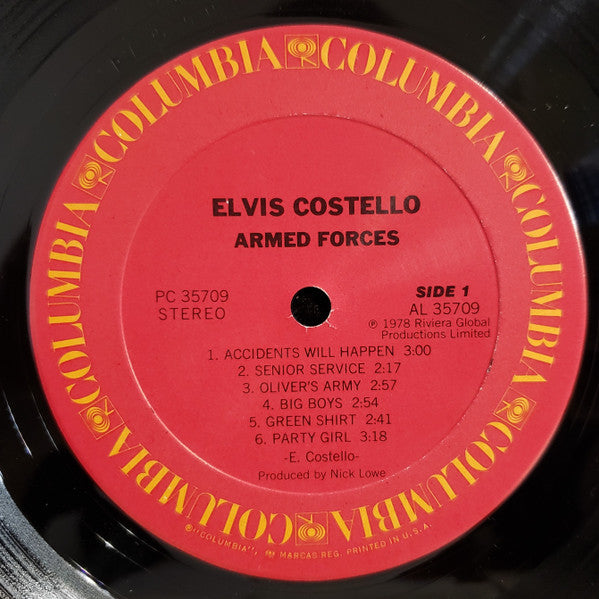 COLUMBIA COLUMBIA COLUMBIA COLUMBIA COLUMBIA COLUMBIA
ELVIS COSTELLO
ARMED FORCES
PC 35709
STEREO
SIDE 1
AL 35709
℗ 1978 Riviera Global
Productions Limited
1. ACCIDENTS WILL HAPPEN 3:00
2. SENIOR SERVICE 2:17
3. OLIVER'S ARMY 2:57
4. BIG BOYS 2:54
5. GREEN SHIRT 2:41
6. PARTY GIRL 3:18
-E. Costello-
Produced by Nick Lowe
®"COLUMBIA", MARCAS REG. PRINTED IN U.S.A.